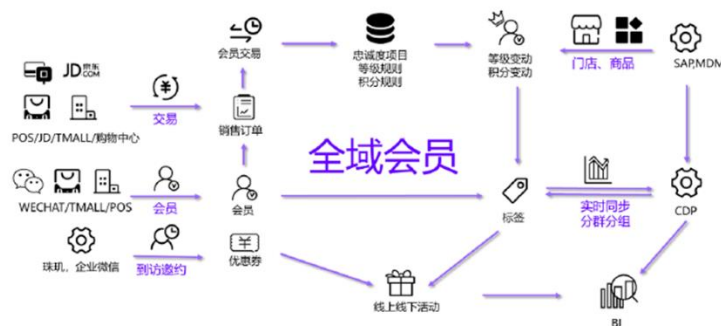 会员交易
忠诚度项目
等级规则
积分规则
等级变动
积分变动
门店、商品
SAP,MDM
JD 京东
.COM
交易
POS/JD/TMALL/购物中心
销售订单
全域会员
WECHAT/TMALL/POS
会员
会员
标签
实时同步
分群分组
CDP
珠玑，企业微信
到访邀约
优惠券
线上线下活动
BI